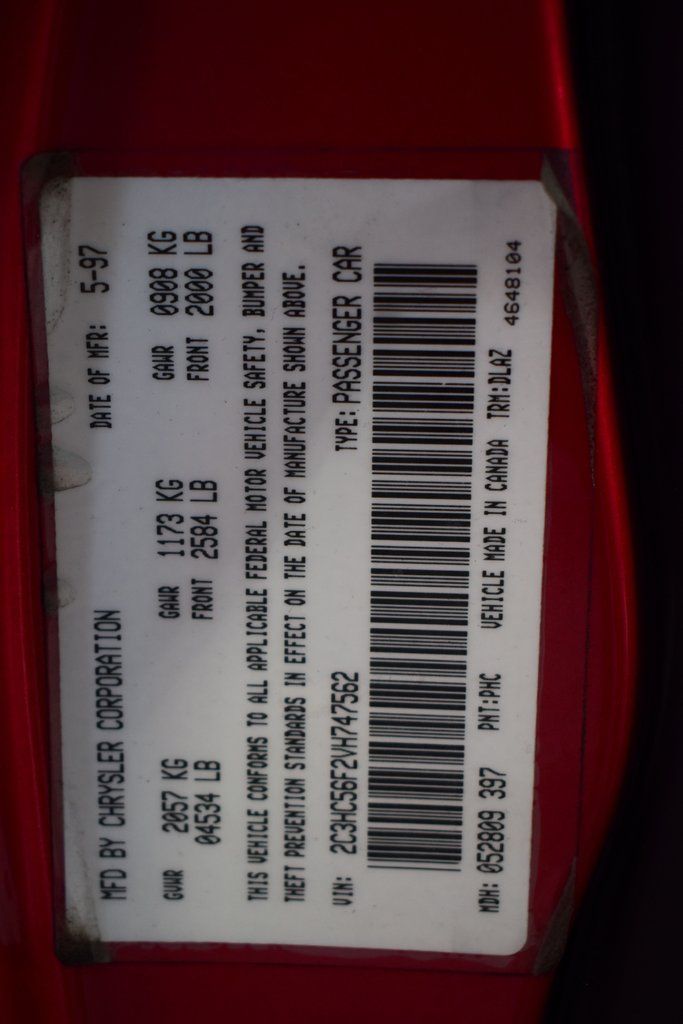 MFD BY CHRYSLER CORPORATION DATE OF MFR: 5-97
GVWR 2057 KG GAWR 1173 KG GAWR 0908 KG
04534 LB FRONT 2584 LB FRONT 2000 LB
THIS VEHICLE CONFORMS TO ALL APPLICABLE FEDERAL MOTOR VEHICLE SAFETY, BUMPER AND
THEFT PREVENTION STANDARDS IN EFFECT ON THE DATE OF MANUFACTURE SHOWN ABOVE.
VIN: 2C3HC56F2VH747562 TYPE: PASSENGER CAR
MDH: 052809 397 PNT:PHC VEHICLE MADE IN CANADA TRM:DLAZ
4648104